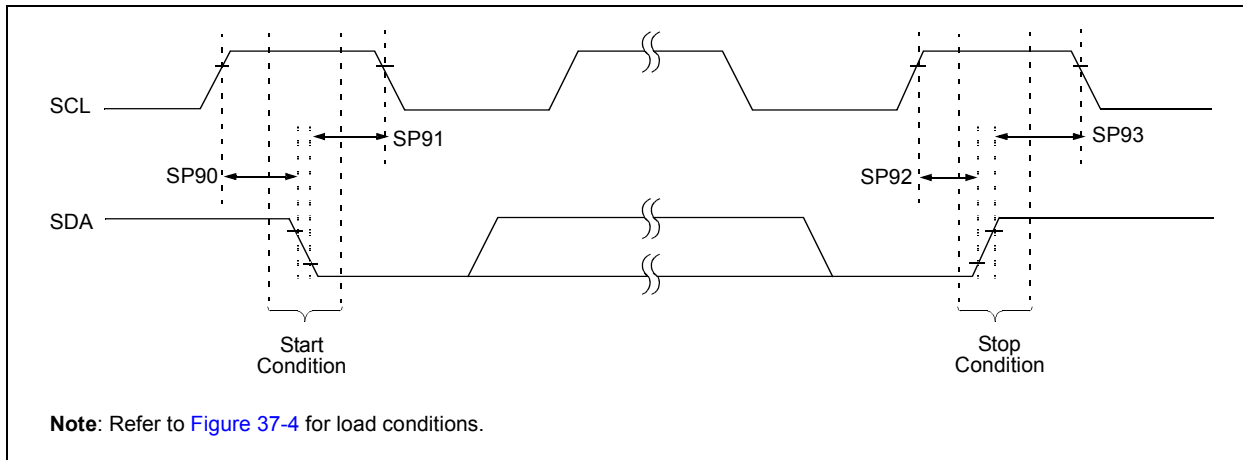 SCL
SP91
SP93
SP90
SP92
SDA
Start
Condition
Stop
Condition
Note: Refer to Figure 37-4 for load conditions.